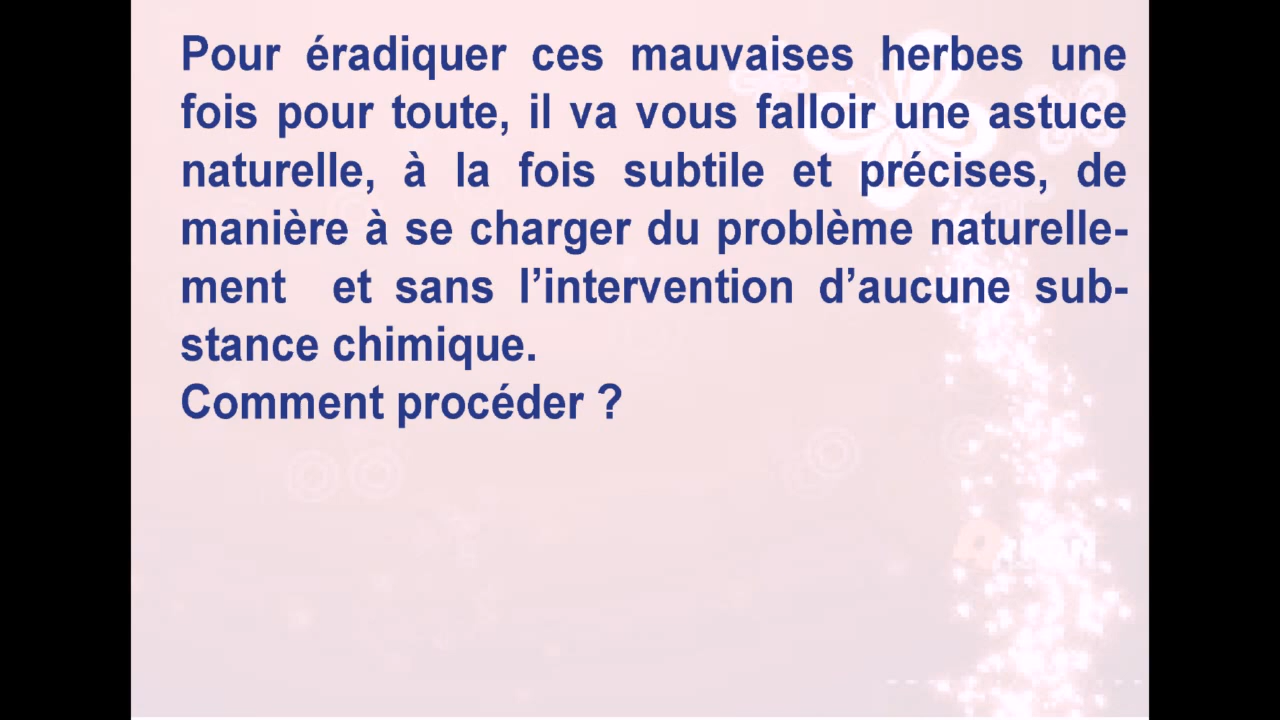 Pour éradiquer ces mauvaises herbes une
fois pour toute, il va vous falloir une astuce
naturelle, à la fois subtile et précises, de
manière à se charger du problème naturelle-
ment et sans l’intervention d’aucune sub-
stance chimique.
Comment procéder ?